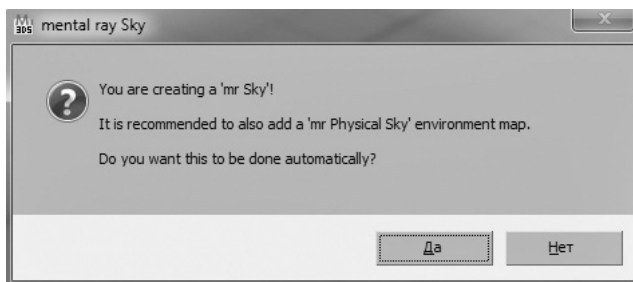 mental ray Sky
You are creating a 'mr Sky'!
It is recommended to also add a 'mr Physical Sky' environment map.
Do you want this to be done automatically?
Да
Нет